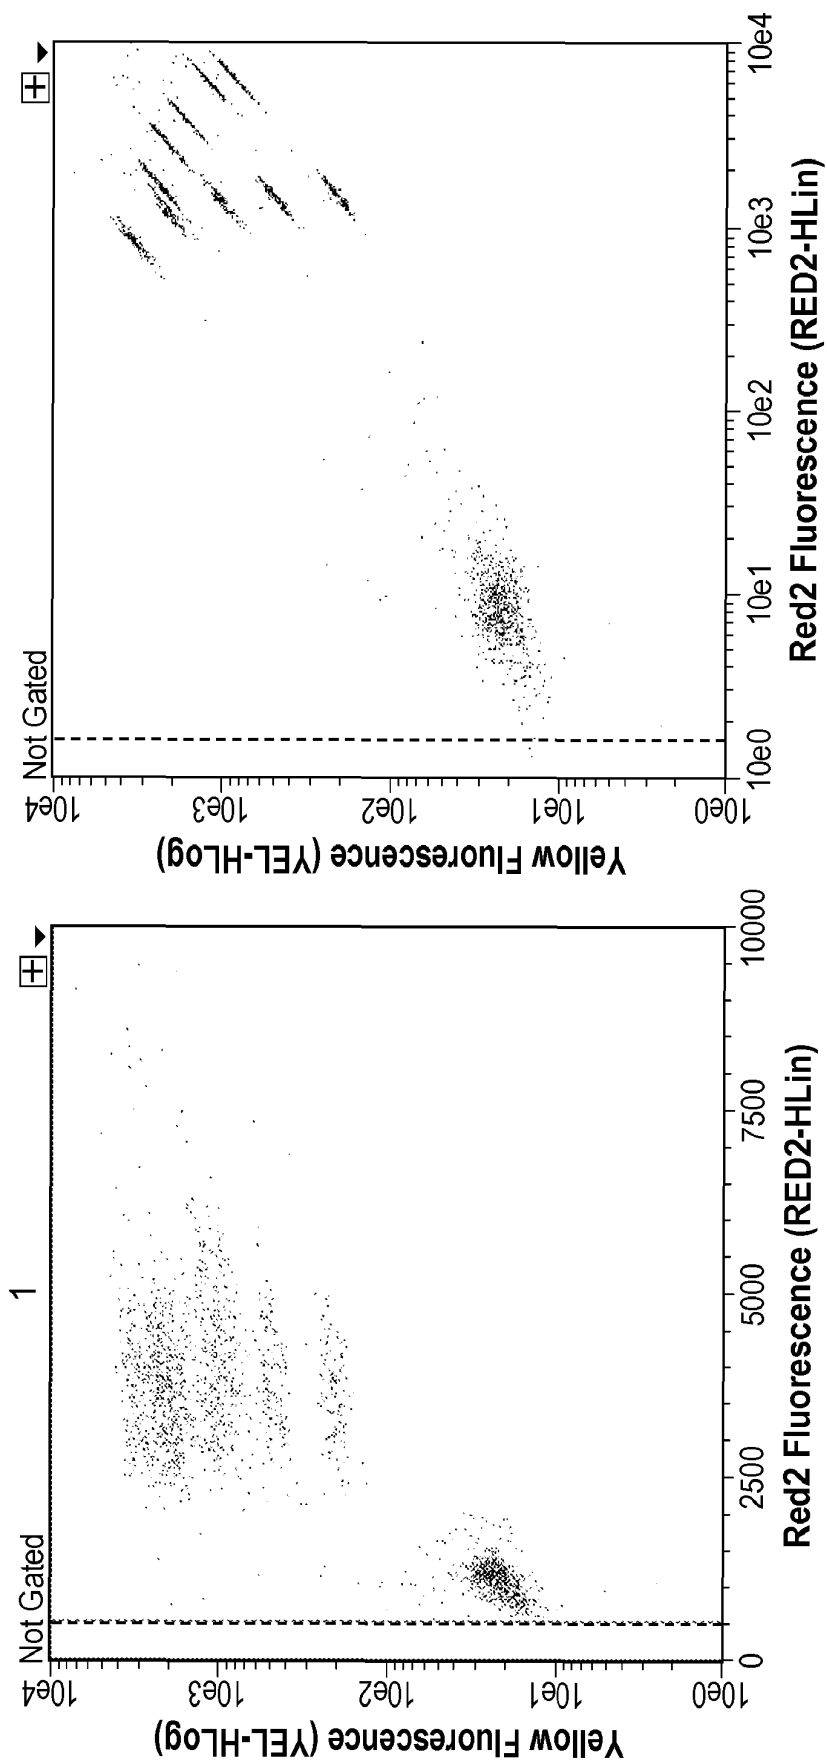 1
Not Gated
10e4
10e3
10e2
10e1
10e0
Yellow Fluorescence (YEL-HLog)
0
2500
5000
7500
10000
Red2 Fluorescence (RED2-HLin)
Not Gated
10e4
10e3
10e2
10e1
10e0
Yellow Fluorescence (YEL-HLog)
10e0
10e1
10e2
10e3
10e4
Red2 Fluorescence (RED2-HLin)